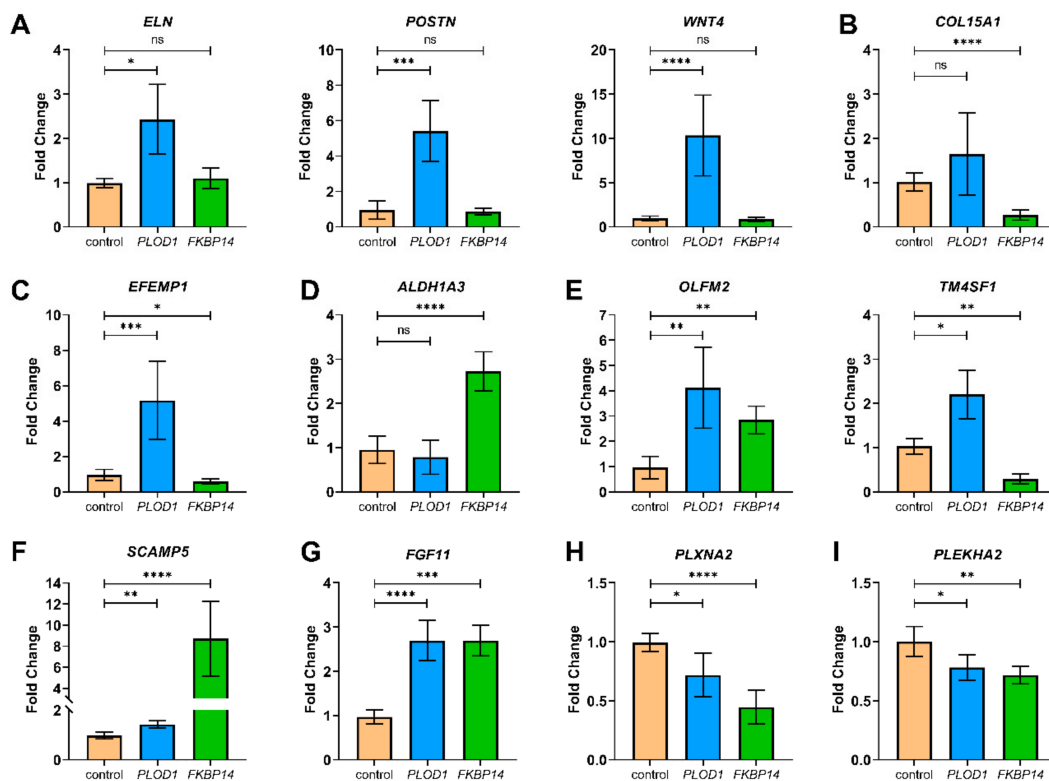 A
ELN
Fold Change
5
4
3
2
1
0
ns
*
control PLOD1 FKBP14
POSTN
Fold Change
10
8
6
4
2
0
ns
***
control PLOD1 FKBP14
WNT4
Fold Change
20
15
10
5
0
ns
****
control PLOD1 FKBP14
B
COL15A1
Fold Change
4
3
2
1
0
****
ns
control PLOD1 FKBP14
C
EFEMP1
Fold Change
10
8
6
4
2
0
*
***
control PLOD1 FKBP14
D
ALDH1A3
Fold Change
4
3
2
1
0
****
ns
control PLOD1 FKBP14
E
OLFM2
Fold Change
7
6
5
4
3
2
1
0
**
**
control PLOD1 FKBP14
TM4SF1
Fold Change
4
3
2
1
0
**
*
control PLOD1 FKBP14
F
SCAMP5
Fold Change
14
12
10
8
6
4
2
0
****
**
control PLOD1 FKBP14
G
FGF11
Fold Change
4
3
2
1
0
***
****
control PLOD1 FKBP14
H
PLXNA2
Fold Change
1.5
1.0
0.5
0.0
****
*
control PLOD1 FKBP14
I
PLEKHA2
Fold Change
1.5
1.0
0.5
0.0
**
*
control PLOD1 FKBP14